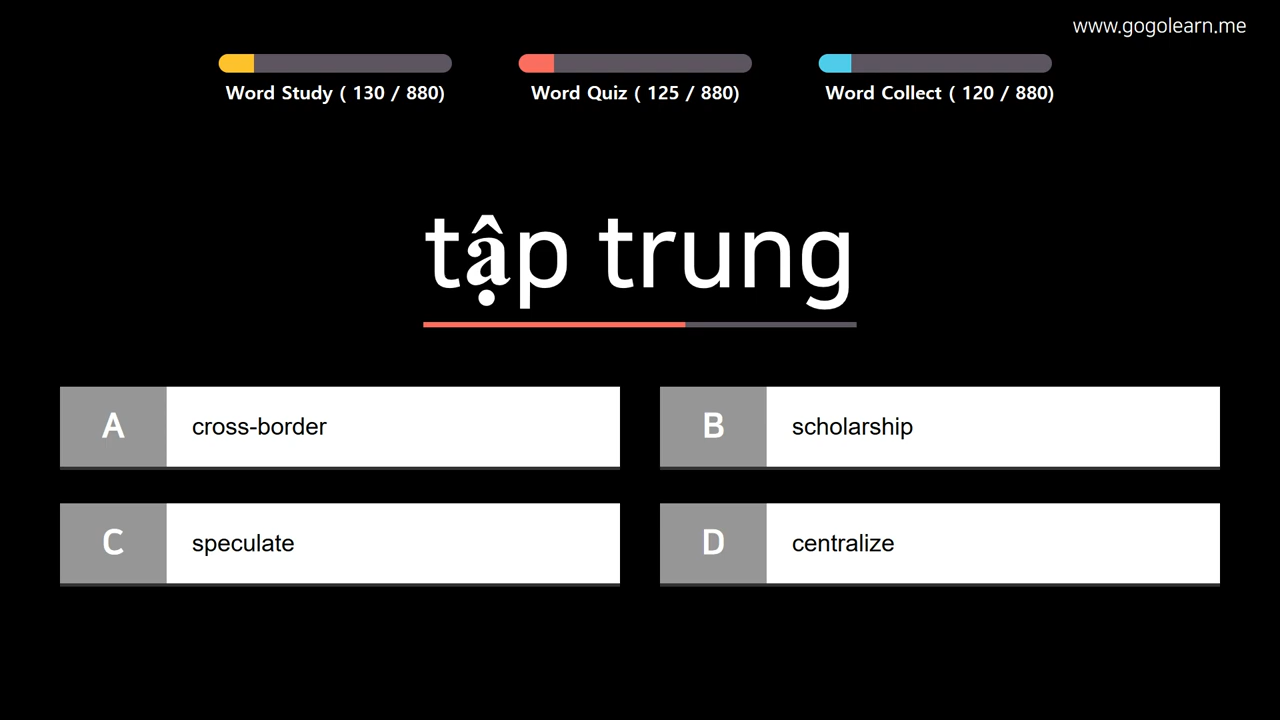 www.gogolearn.me
Word Study ( 130 / 880)
Word Quiz ( 125 / 880)
Word Collect ( 120 / 880)
tập trung
A cross-border
B scholarship
C speculate
D centralize